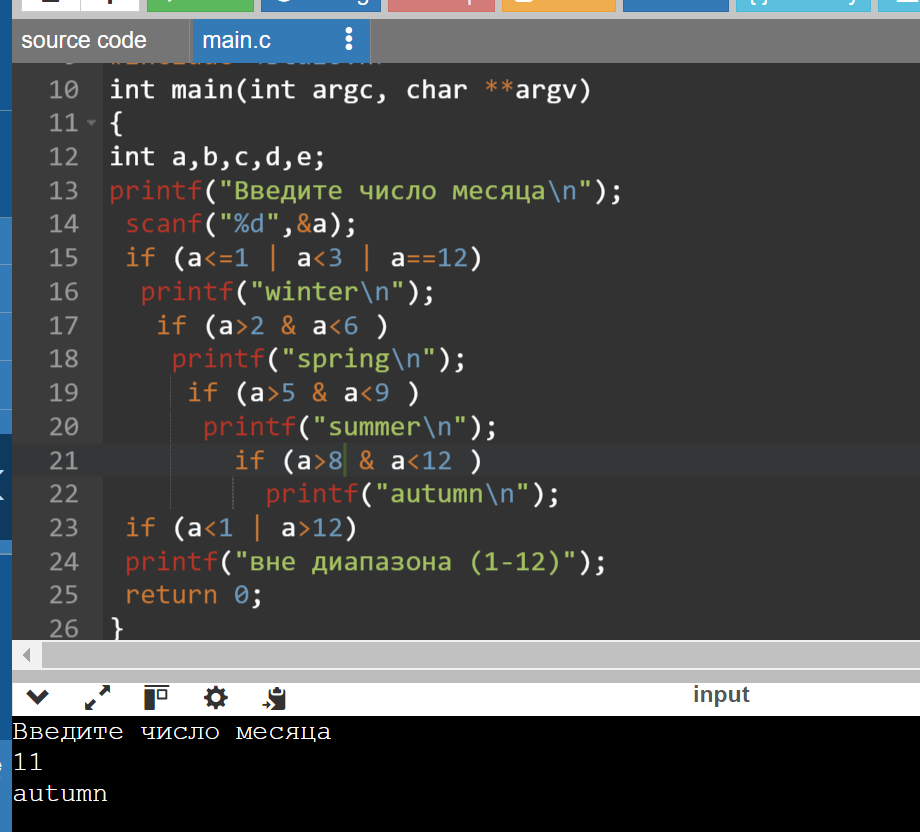 source code main.c
10 int main(int argc, char **argv)
11 {
12 int a,b,c,d,e;
13 printf("Введите число месяца\n");
14 scanf("%d",&a);
15 if (a<=1 | a<3 | a==12)
16 printf("winter\n");
17 if (a>2 & a<6 )
18 printf("spring\n");
19 if (a>5 & a<9 )
20 printf("summer\n");
21 if (a>8 & a<12 )
22 printf("autumn\n");
23 if (a<1 | a>12)
24 printf("вне диапазона (1-12)");
25 return 0;
26 }
input
Введите число месяца
11
autumn